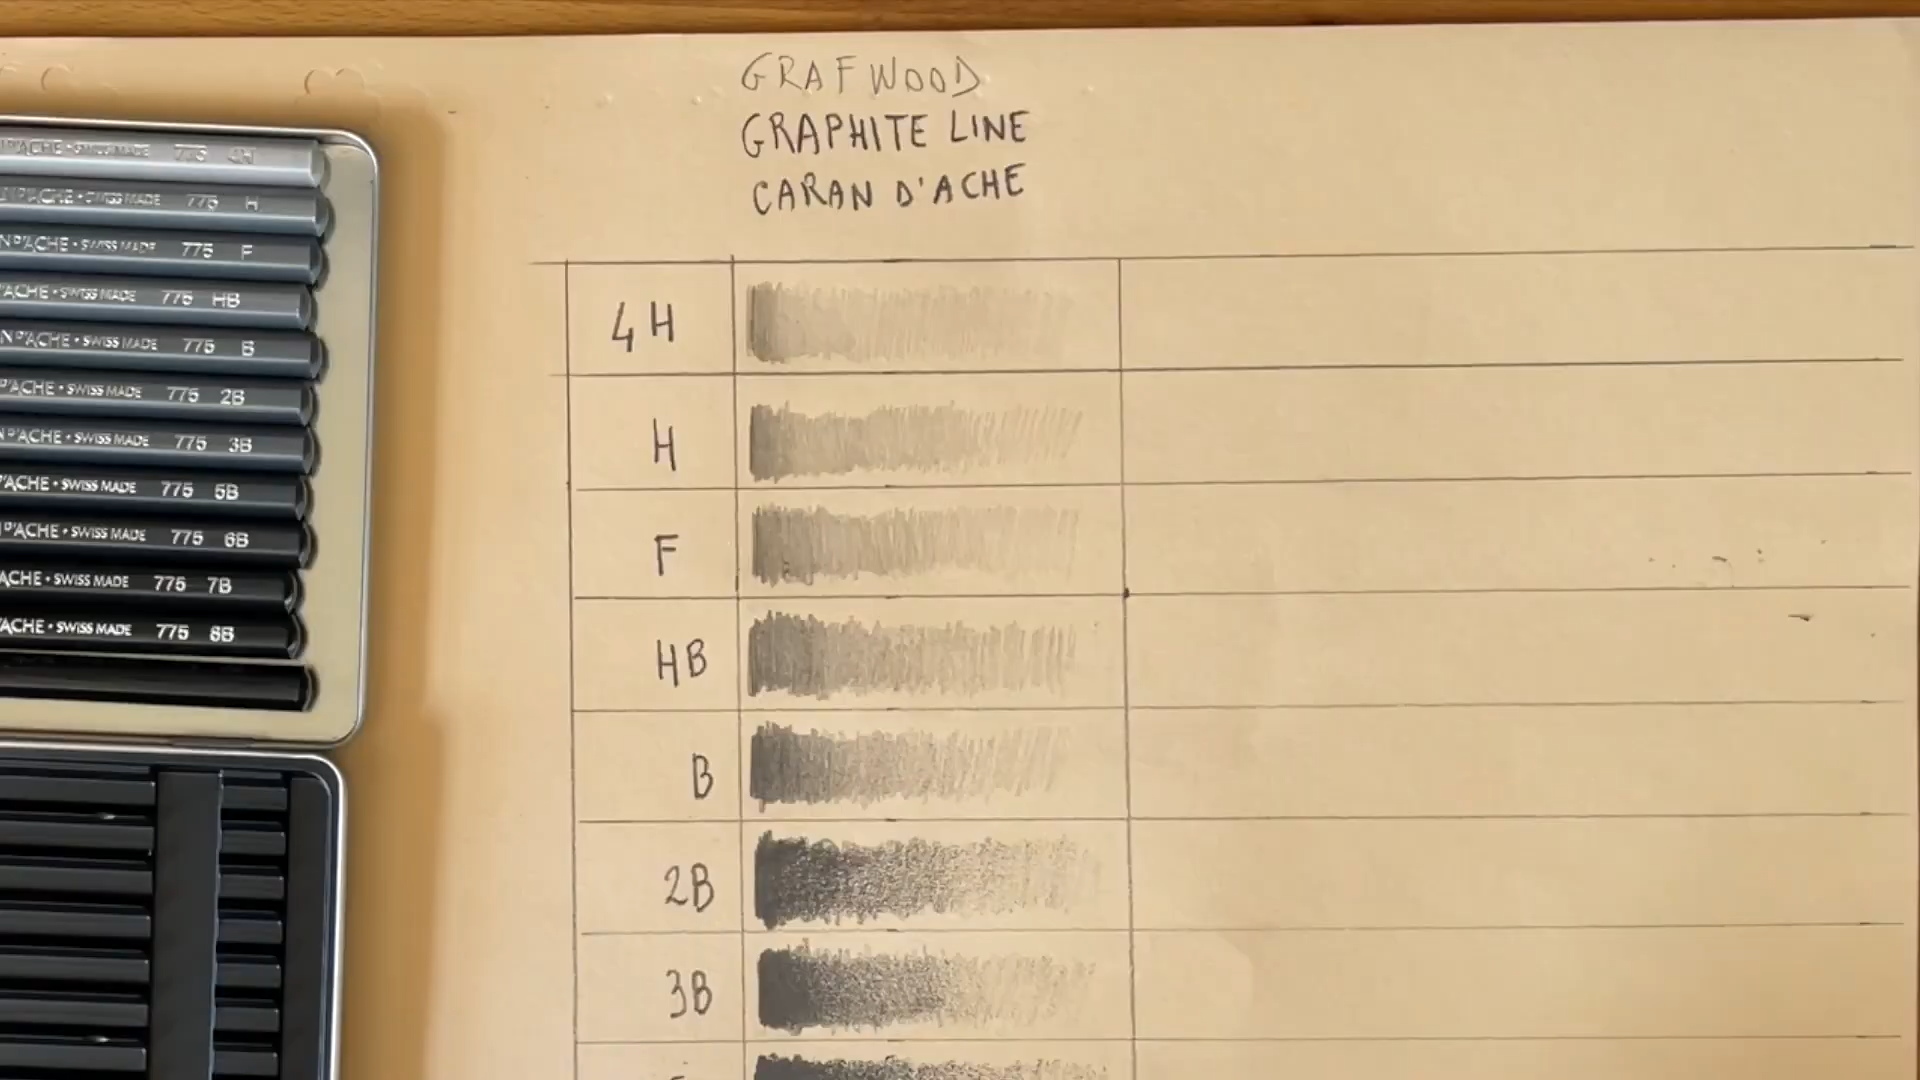 GRAFWOOD
GRAPHITE LINE
CARAN D'ACHE
N D'ACHE • SWISS MADE 775 4H
D'ACHE • SWISS MADE 775 H
N D'ACHE • SWISS MADE 775 F
'ACHE • SWISS MADE 775 HB
N D'ACHE • SWISS MADE 775 B
D'ACHE • SWISS MADE 775 2B
N D'ACHE • SWISS MADE 775 3B
'ACHE • SWISS MADE 775 5B
D'ACHE • SWISS MADE 775 6B
ACHE • SWISS MADE 775 7B
'ACHE • SWISS MADE 775 8B
4H
H
F
HB
B
2B
3B